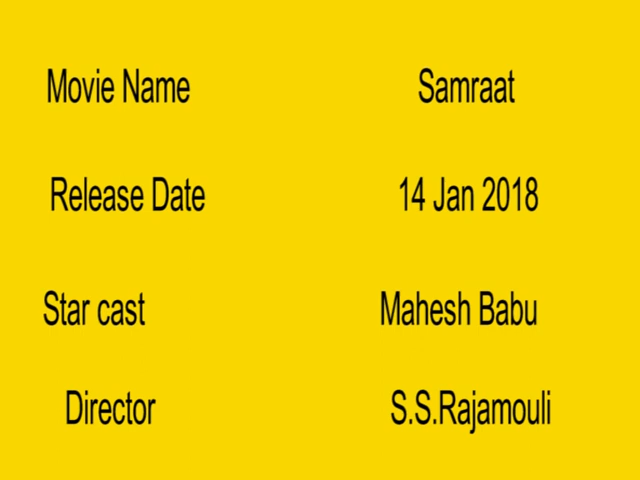 Movie Name Samraat
Release Date 14 Jan 2018
Star cast Mahesh Babu
Director S.S.Rajamouli